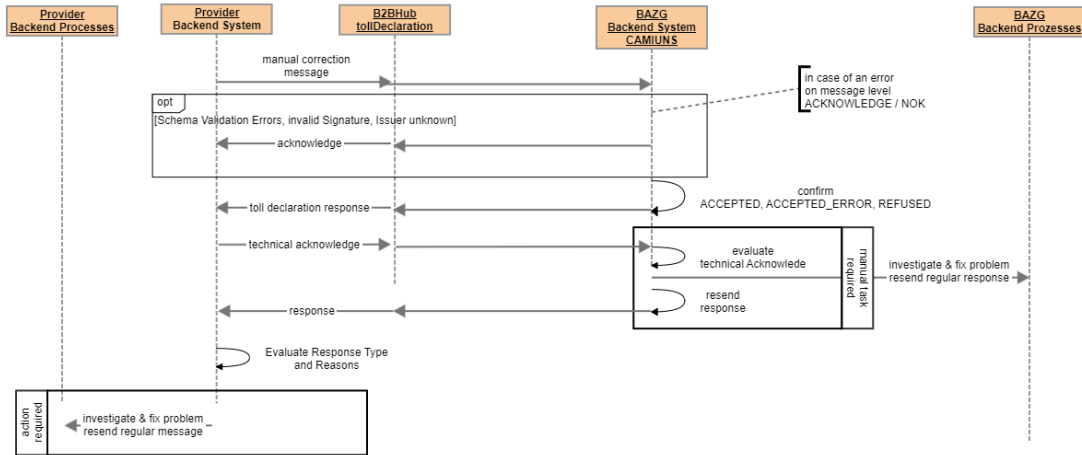 Provider
Backend Processes
Provider
Backend System
B2BHub
tollDeclaration
BAZG
Backend System
CAMIUNS
BAZG
Backend Prozesses
manual correction
message
in case of an error
on message level
ACKNOWLEDGE / NOK
opt
[Schema Validation Errors, invalid Signature, Issuer unknown]
acknowledge
confirm
ACCEPTED, ACCEPTED_ERROR, REFUSED
toll declaration response
technical acknowledge
evaluate
technical Acknowlede
manual task
required
investigate & fix problem
resend regular response
resend
response
response
Evaluate Response Type
and Reasons
action
required
investigate & fix problem
resend regular message